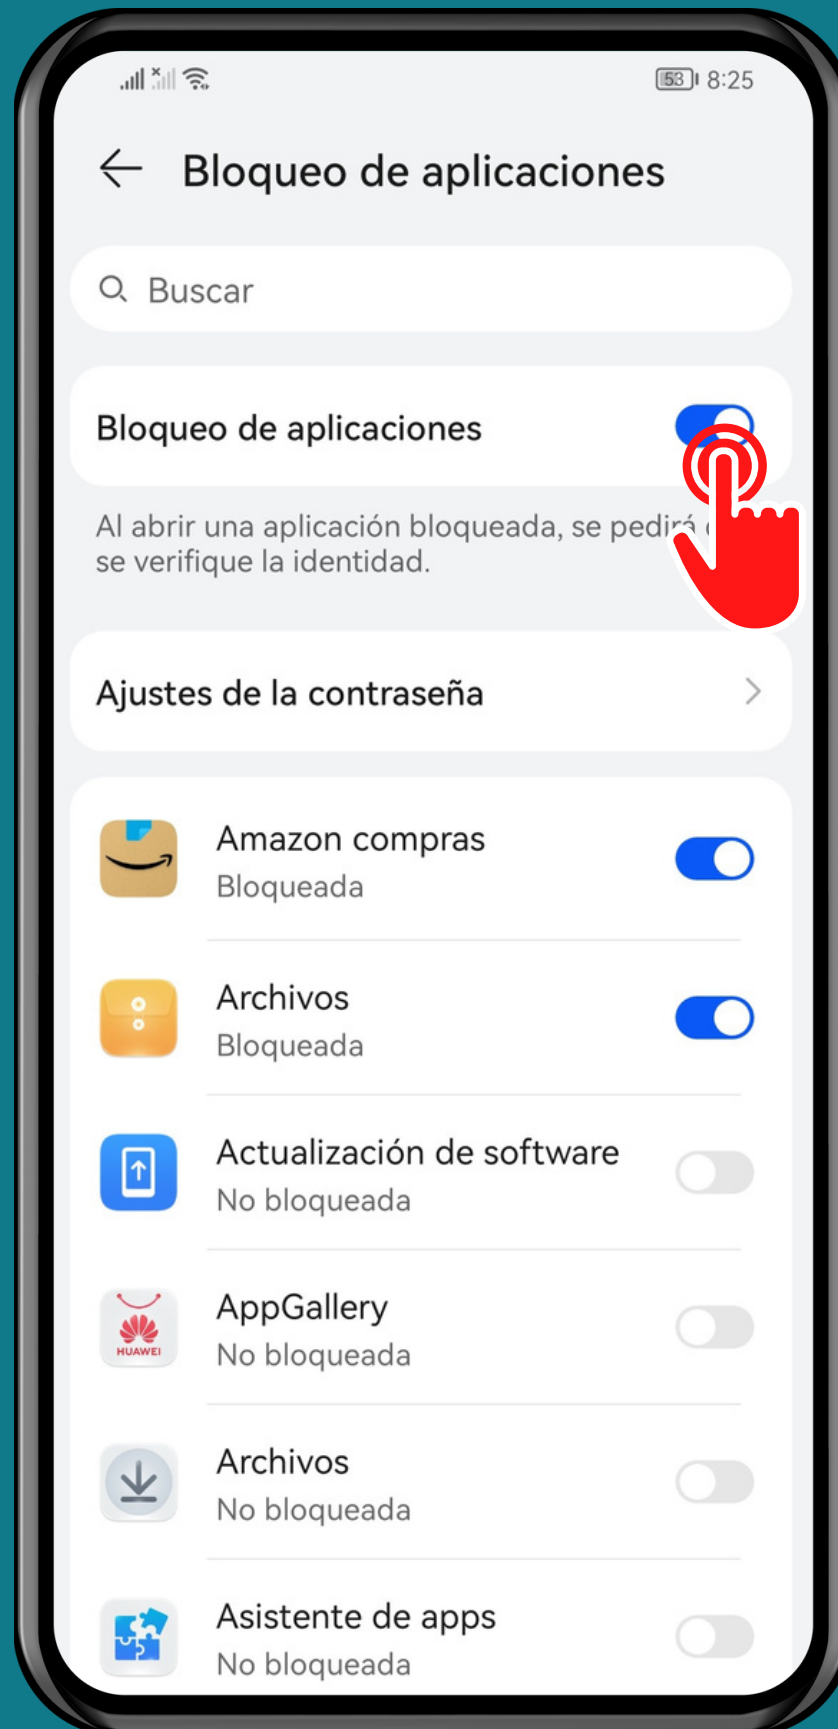 53 8:25
Bloqueo de aplicaciones
Buscar
Bloqueo de aplicaciones
Al abrir una aplicación bloqueada, se pedirá
se verifique la identidad.
Ajustes de la contraseña
Amazon compras
Bloqueada
Archivos
Bloqueada
Actualización de software
No bloqueada
HUAWEI
AppGallery
No bloqueada
Archivos
No bloqueada
Asistente de apps
No bloqueada